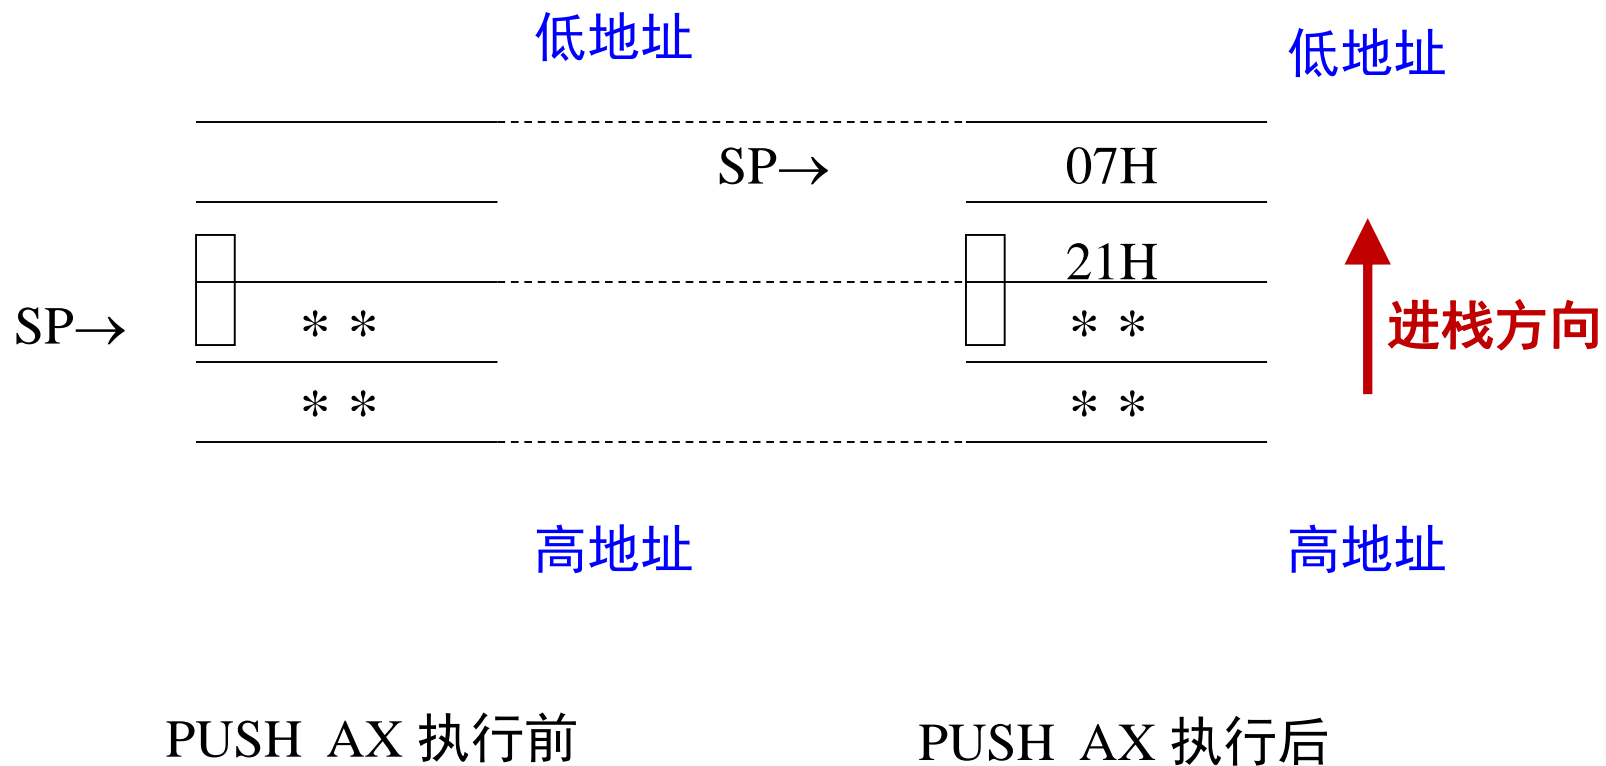 低地址
低地址
SP→ 07H
21H
SP→ * * * * 进栈方向
* * * *
高地址
高地址
PUSH AX 执行前
PUSH AX 执行后